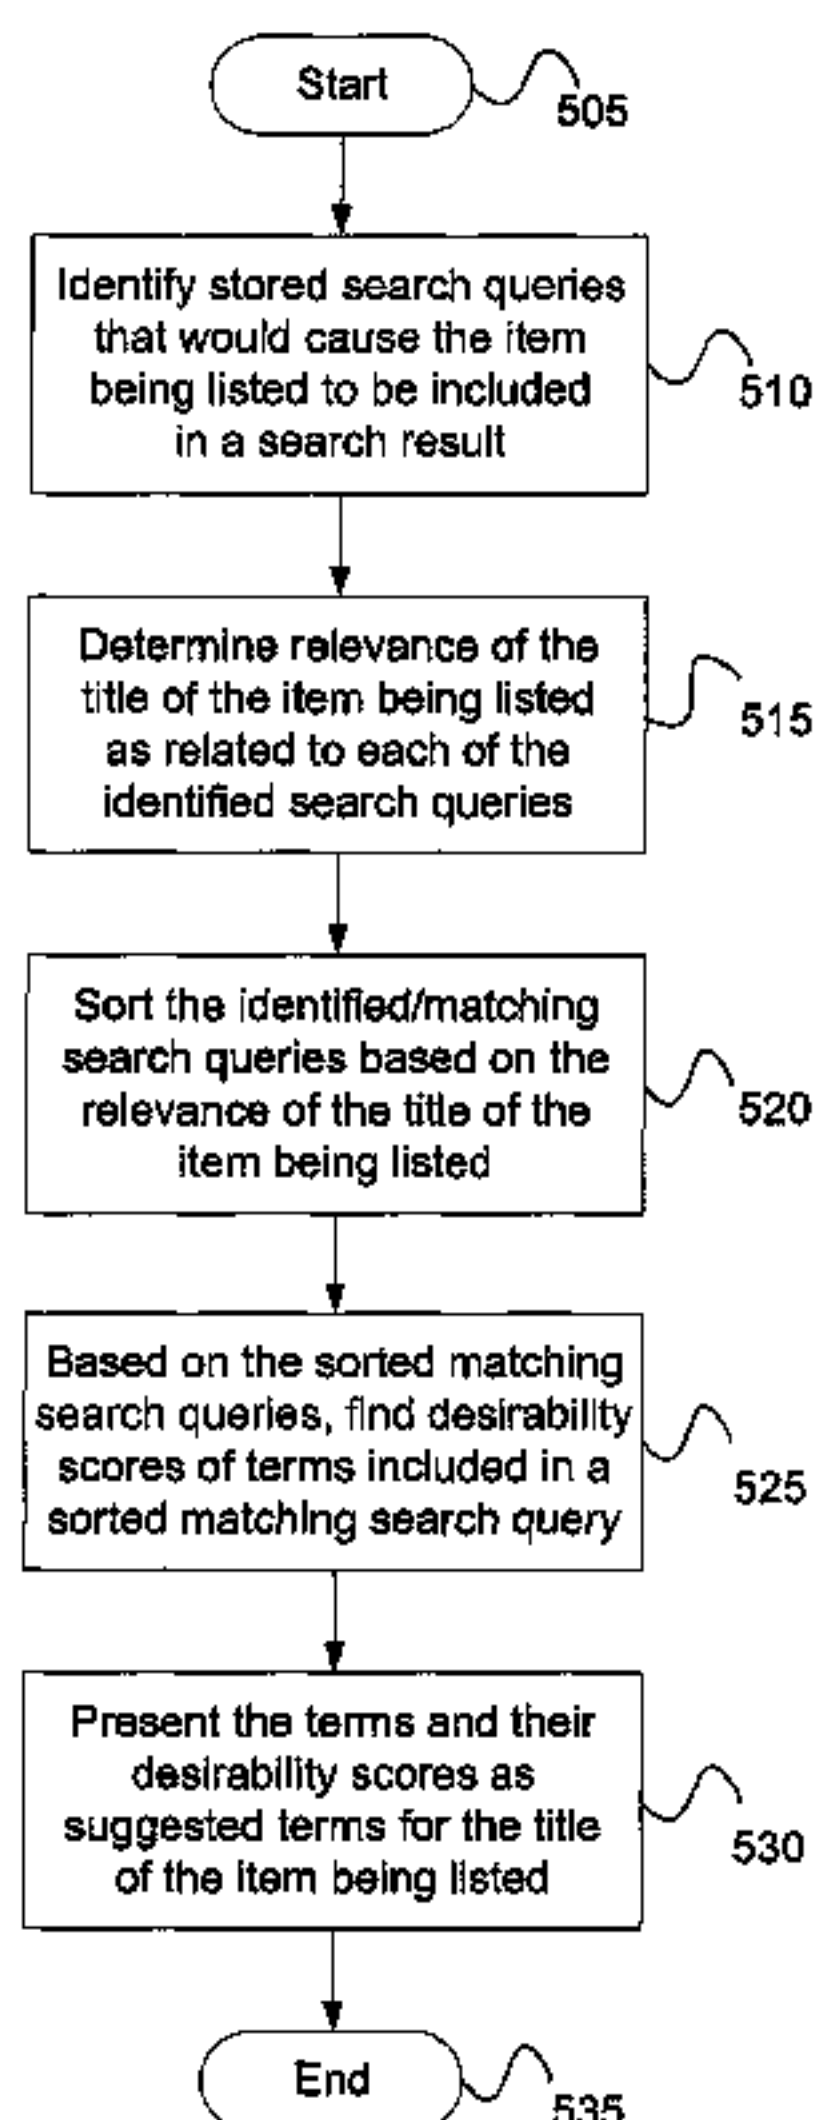 Start
505
Identify stored search queries
that would cause the item
being listed to be included
in a search result
510
Determine relevance of the
title of the item being listed
as related to each of the
identified search queries
515
Sort the identified/matching
search queries based on the
relevance of the title of the
item being listed
520
Based on the sorted matching
search queries, find desirability
scores of terms included in a
sorted matching search query
525
Present the terms and their
desirability scores as
suggested terms for the title
of the item being listed
530
End
535